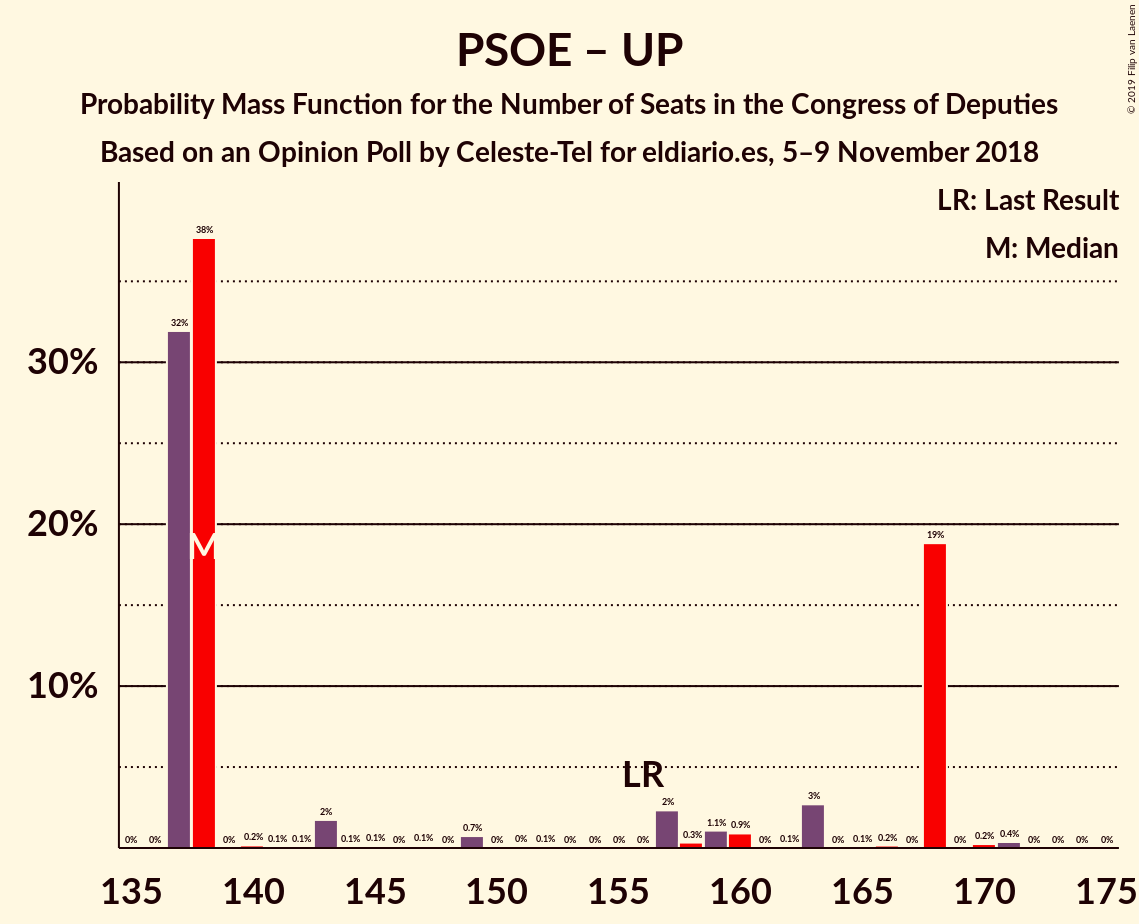 PSOE – UP
Probability Mass Function for the Number of Seats in the Congress of Deputies
Based on an Opinion Poll by Celeste-Tel for eldiario.es, 5–9 November 2018
© 2019 Filip van Laenen
LR: Last Result
M: Median
30%
20%
10%
0% 0% 32% 38% 0% 0.2% 0.1% 0.1% 2% 0.1% 0.1% 0% 0.1% 0% 0.7% 0% 0% 0.1% 0% 0% 0% 0% 2% 0.3% 1.1% 0.9% 0% 0.1% 3% 0% 0.1% 0.2% 0% 19% 0% 0.2% 0.4% 0% 0% 0% 0%
M
LR
135 140 145 150 155 160 165 170 175